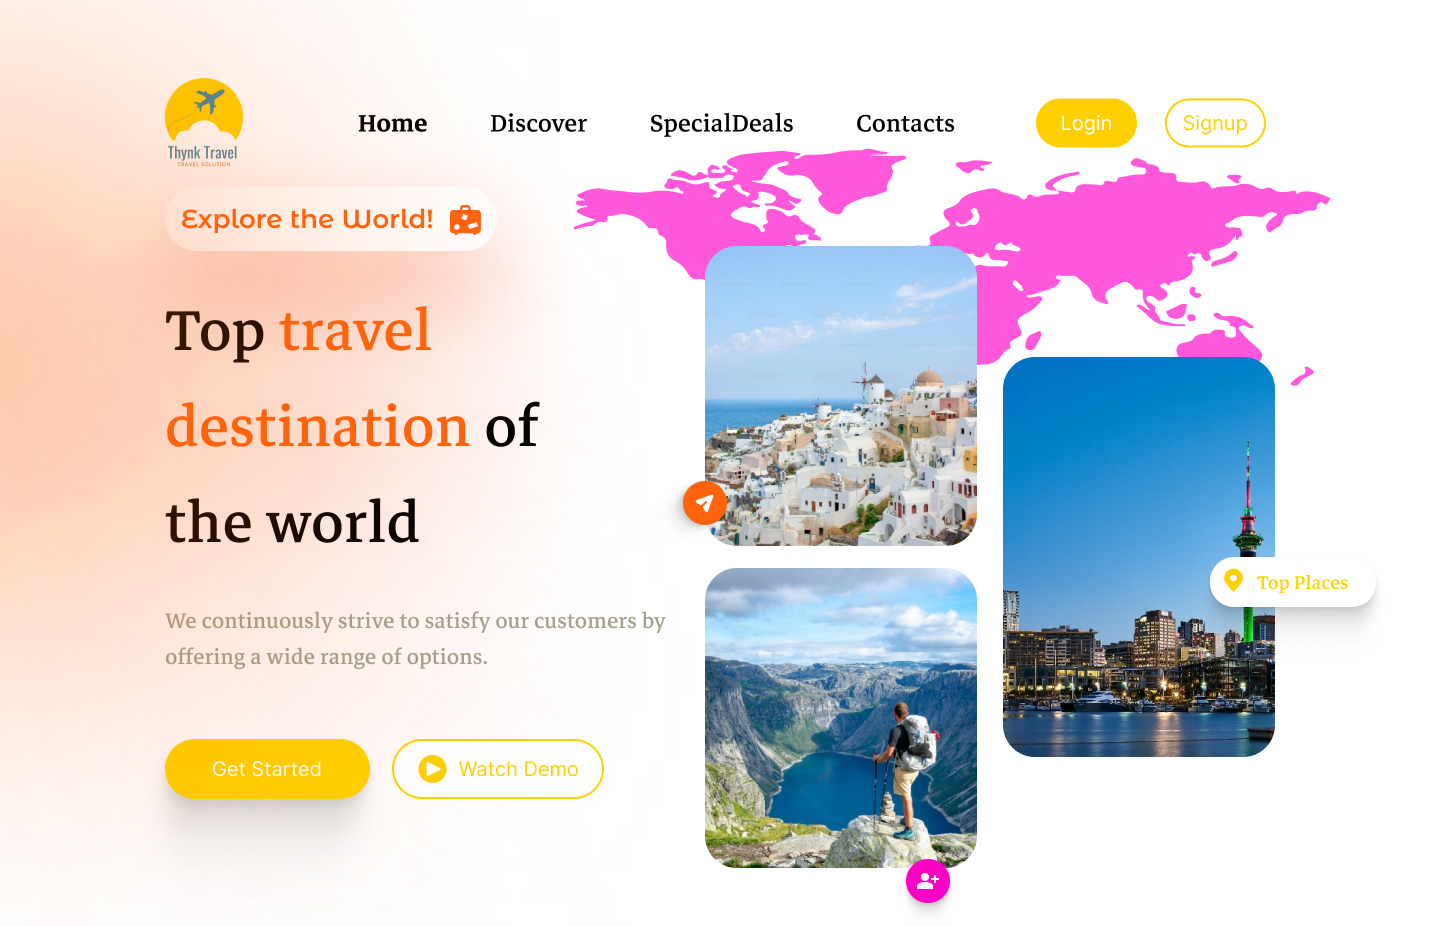 Thynk Travel
TRAVEL SOLUTION
Home
Discover
SpecialDeals
Contacts
Login
Signup
Explore the World!
Top travel
destination of
the world
We continuously strive to satisfy our customers by
offering a wide range of options.
Get Started
Watch Demo
Top Places